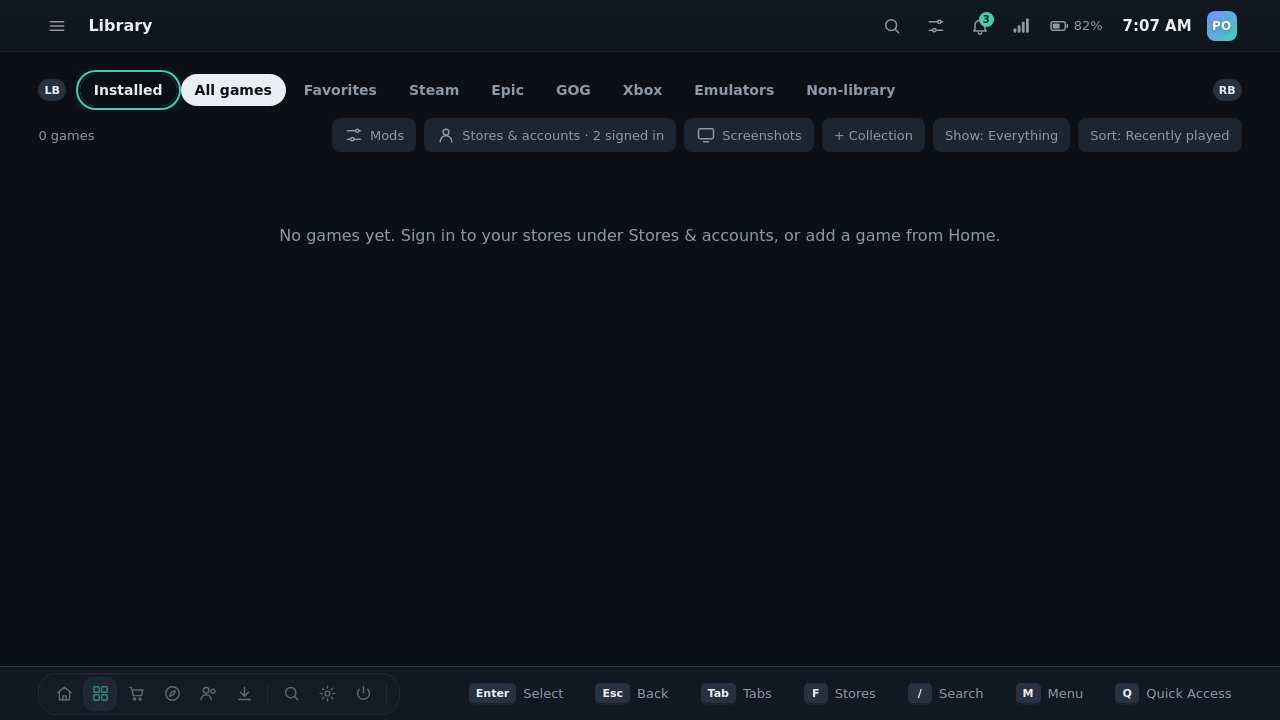 Library
3
82%
7:07 AM
PO
LB
Installed
All games
Favorites
Steam
Epic
GOG
Xbox
Emulators
Non-library
RB
0 games
Mods
Stores & accounts · 2 signed in
Screenshots
+ Collection
Show: Everything
Sort: Recently played
No games yet. Sign in to your stores under Stores & accounts, or add a game from Home.
Enter Select
Esc Back
Tab Tabs
F Stores
/ Search
M Menu
Q Quick Access